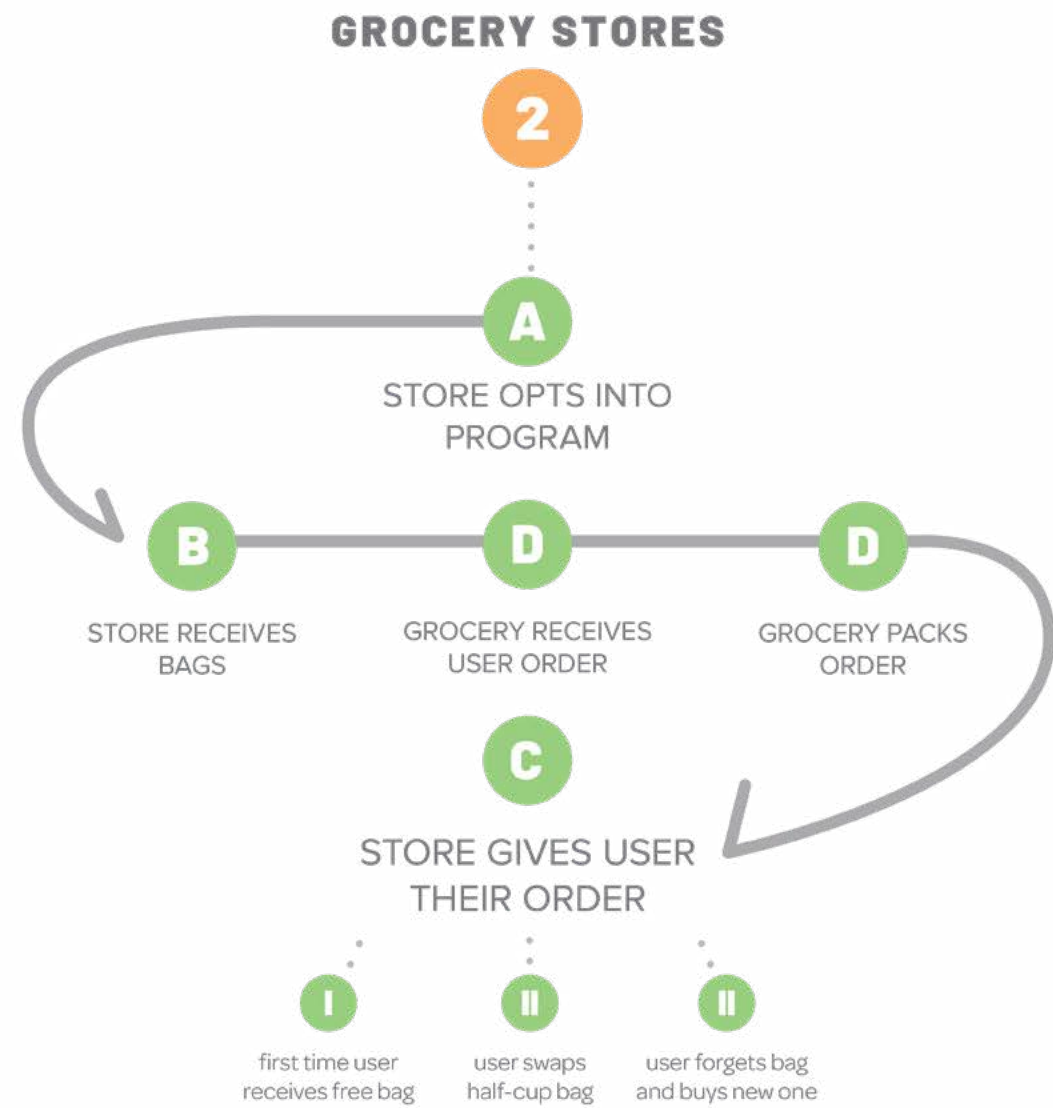 GROCERY STORES
2
A
STORE OPTS INTO
PROGRAM
B
STORE RECEIVES
BAGS
D
GROCERY RECEIVES
USER ORDER
D
GROCERY PACKS
ORDER
C
STORE GIVES USER
THEIR ORDER
I
first time user
receives free bag
II
user swaps
half-cup bag
II
user forgets bag
and buys new one